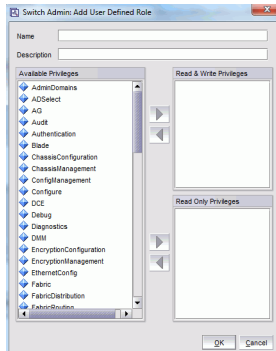 Switch Admin: Add User Defined Role
Name
Description
Available Privileges
AdminDomains
ADSelect
AG
Audit
Authentication
Blade
ChassisConfiguration
ChassisManagement
ConfigManagement
Configure
DCE
Debug
Diagnostics
DMM
EncryptionConfiguration
EncryptionManagement
EthernetConfig
Fabric
FabricDistribution
FabricRouting
Read & Write Privileges
Read Only Privileges
OK
Cancel